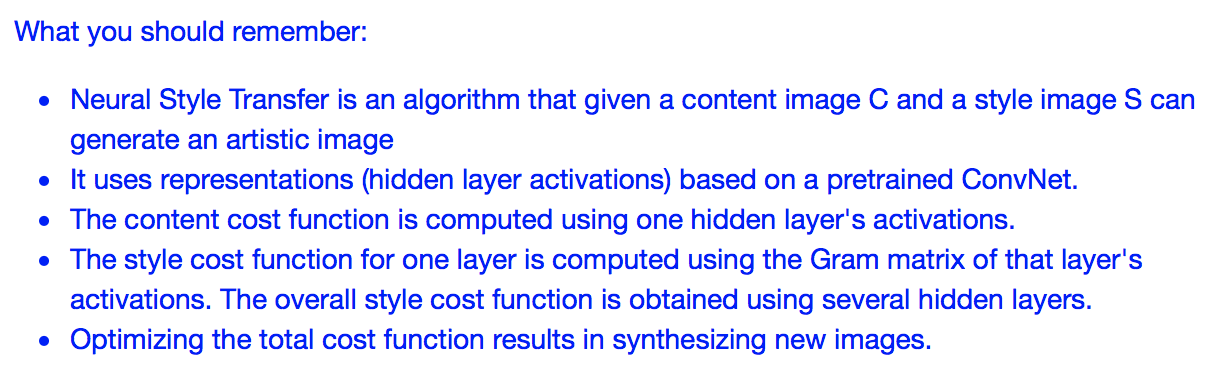 What you should remember:
• Neural Style Transfer is an algorithm that given a content image C and a style image S can
generate an artistic image
• It uses representations (hidden layer activations) based on a pretrained ConvNet.
• The content cost function is computed using one hidden layer's activations.
• The style cost function for one layer is computed using the Gram matrix of that layer's
activations. The overall style cost function is obtained using several hidden layers.
• Optimizing the total cost function results in synthesizing new images.